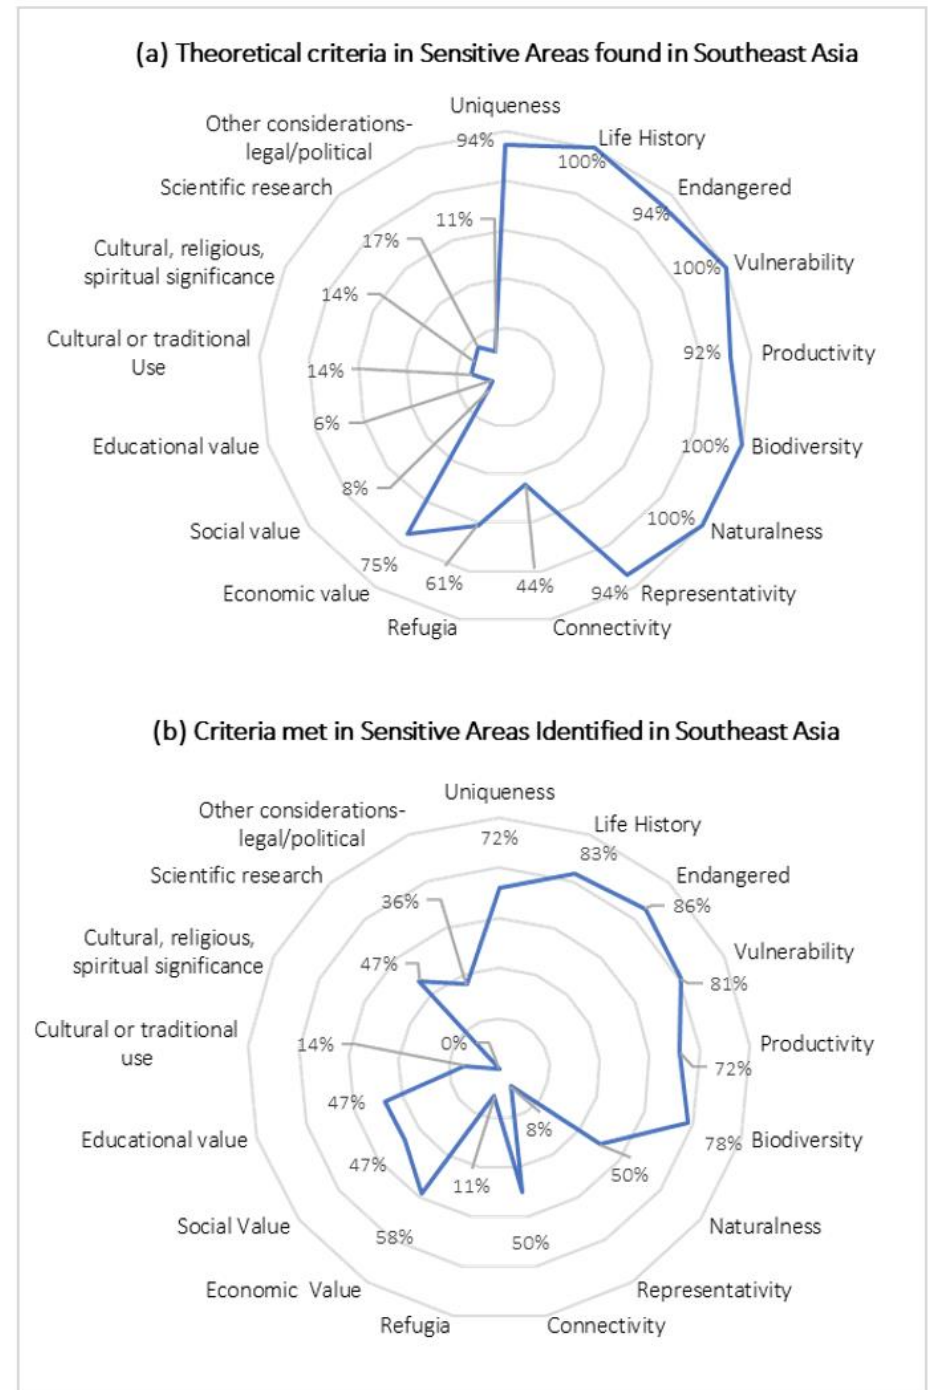 (a) Theoretical criteria in Sensitive Areas found in Southeast Asia
Uniqueness
94%
Life History
100%
Endangered
94%
Vulnerability
100%
Productivity
92%
Biodiversity
100%
Naturalness
100%
Representativity
94%
Connectivity
44%
Refugia
61%
Economic value
75%
Social value
8%
Educational value
6%
Cultural or traditional
Use
14%
Cultural, religious,
spiritual significance
14%
Scientific research
17%
Other considerations-
legal/political
11%
(b) Criteria met in Sensitive Areas Identified in Southeast Asia
Uniqueness
72%
Life History
83%
Endangered
86%
Vulnerability
81%
Productivity
72%
Biodiversity
78%
Naturalness
50%
Representativity
8%
Connectivity
50%
Refugia
11%
Economic Value
58%
Social Value
47%
Educational value
47%
Cultural or traditional
use
14%
Cultural, religious,
spiritual significance
0%
Scientific research
47%
Other considerations-
legal/political
36%